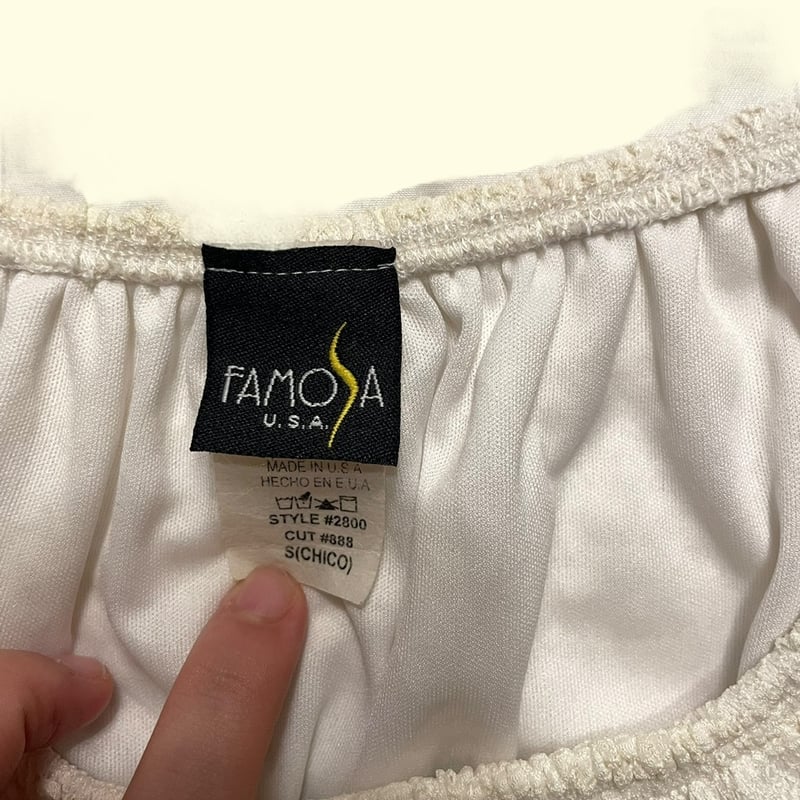 FAMOSA
U.S.A.
MADE IN U.S A
HECHO EN E.U.A
STYLE #2800
CUT #888
S(CHICO)